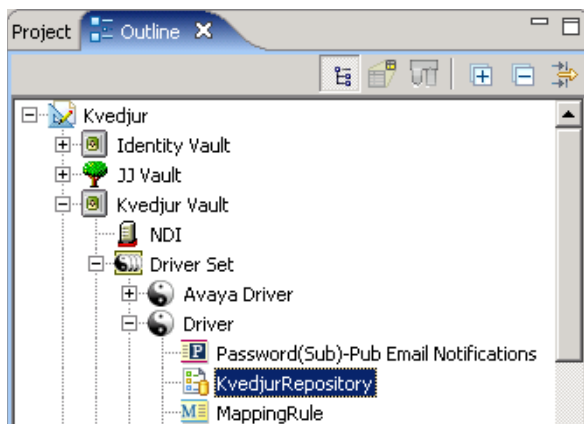 Project Outline
Kvedjur
Identity Vault
JJ Vault
Kvedjur Vault
NDI
Driver Set
Avaya Driver
Driver
Password(Sub)-Pub Email Notifications
KvedjurRepository
MappingRule